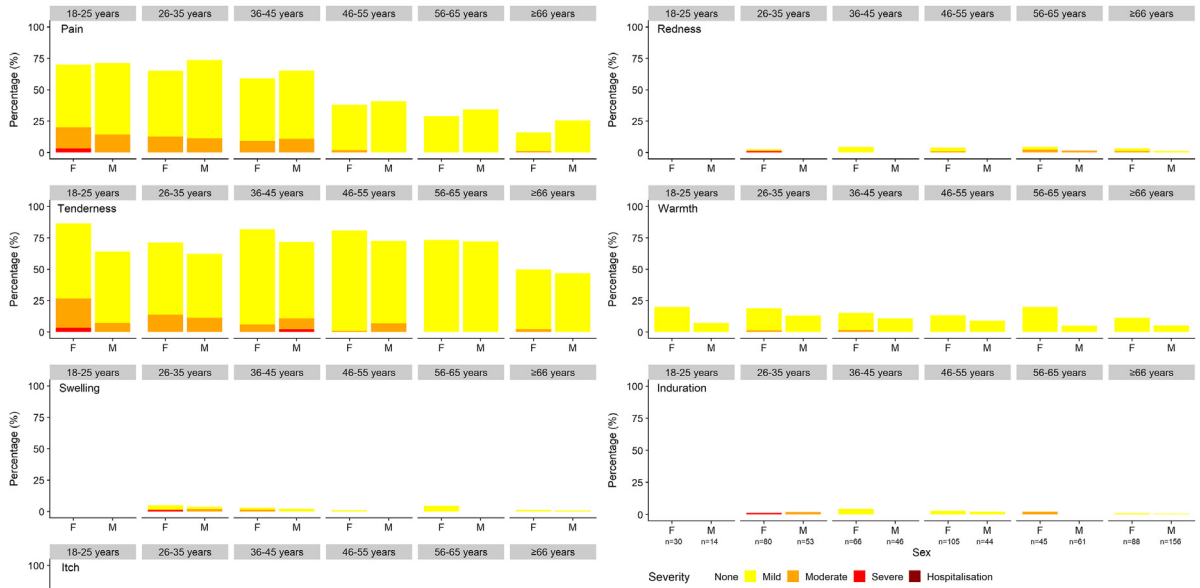 18-25 years 26-35 years 36-45 years 46-55 years 56-65 years ≥66 years
Pain
100
75
50
25
0
Percentage (%)
F M F M F M F M F M F M
18-25 years 26-35 years 36-45 years 46-55 years 56-65 years ≥66 years
Tenderness
100
75
50
25
0
Percentage (%)
F M F M F M F M F M F M
18-25 years 26-35 years 36-45 years 46-55 years 56-65 years ≥66 years
Swelling
100
75
50
25
0
Percentage (%)
F M F M F M F M F M F M
18-25 years 26-35 years 36-45 years 46-55 years 56-65 years ≥66 years
Itch
100
18-25 years 26-35 years 36-45 years 46-55 years 56-65 years ≥66 years
Redness
100
75
50
25
0
Percentage (%)
F M F M F M F M F M F M
18-25 years 26-35 years 36-45 years 46-55 years 56-65 years ≥66 years
Warmth
100
75
50
25
0
Percentage (%)
F M F M F M F M F M F M
18-25 years 26-35 years 36-45 years 46-55 years 56-65 years ≥66 years
Induration
100
75
50
25
0
Percentage (%)
F M F M F M F M F M F M
n=30 n=14 n=80 n=53 n=66 n=46 n=105 n=44 n=45 n=61 n=88 n=156
Sex
Severity None Mild Moderate Severe Hospitalisation